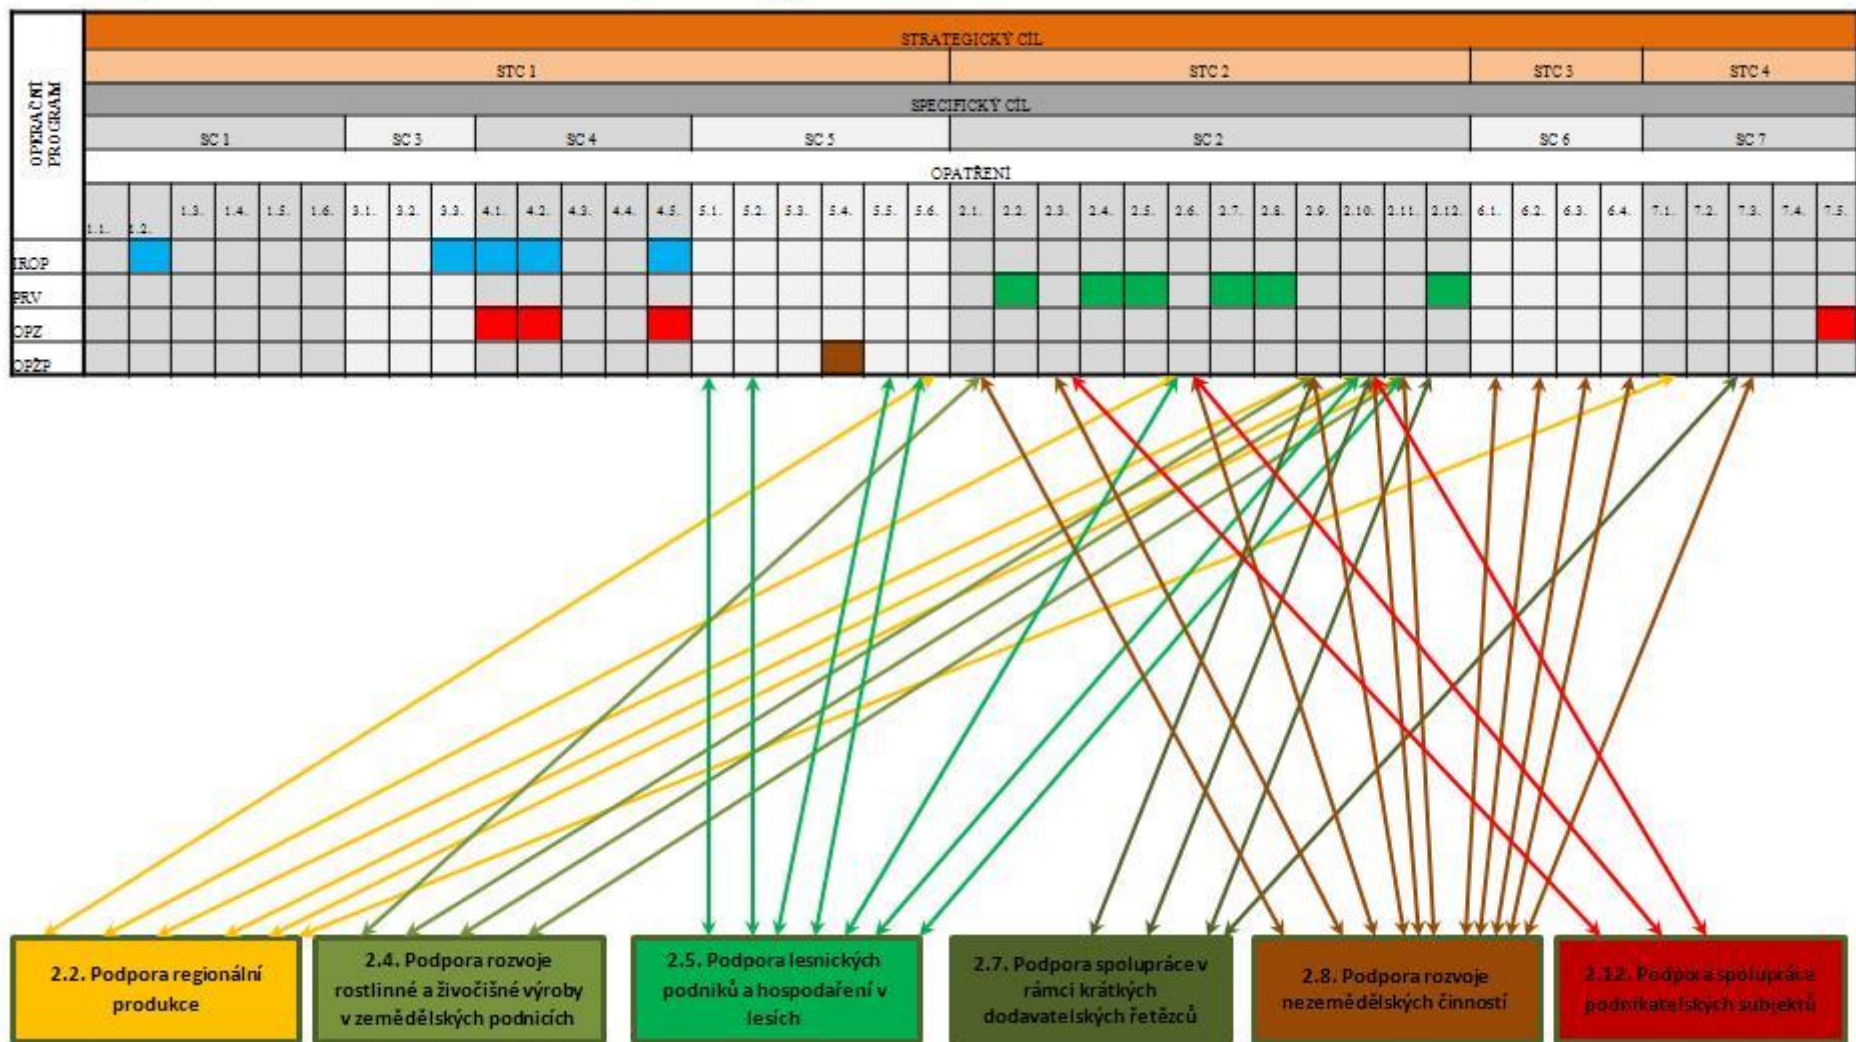 STRATEGICKÝ CÍL
STC 1 STC 2 STC 3 STC 4
OPERAČNÍ
PROGRAM
SPECIFICKÝ CÍL
SC 1 SC 3 SC 4 SC 5 SC 2 SC 6 SC 7
OPATŘENÍ
1.1. 1.2. 1.3. 1.4. 1.5. 1.6. 3.1. 3.2. 3.3. 4.1. 4.2. 4.3. 4.4. 4.5. 5.1. 5.2. 5.3. 5.4. 5.5. 5.6. 2.1. 2.2. 2.3. 2.4. 2.5. 2.6. 2.7. 2.8. 2.9. 2.10. 2.11. 2.12. 6.1. 6.2. 6.3. 6.4. 7.1. 7.2. 7.3. 7.4. 7.5.
IROP
PRV
OPZ
OPŽP
2.2. Podpora regionální
produkce
2.4. Podpora rozvoje
rostlinné a živočišné výroby
v zemědělských podnicích
2.5. Podpora lesnických
podniků a hospodaření v
lesích
2.7. Podpora spolupráce v
rámci krátkých
dodavatelských řetězců
2.8. Podpora rozvoje
nezemědělských činností
2.12. Podpora spolupráce
podnikatelských subjektů